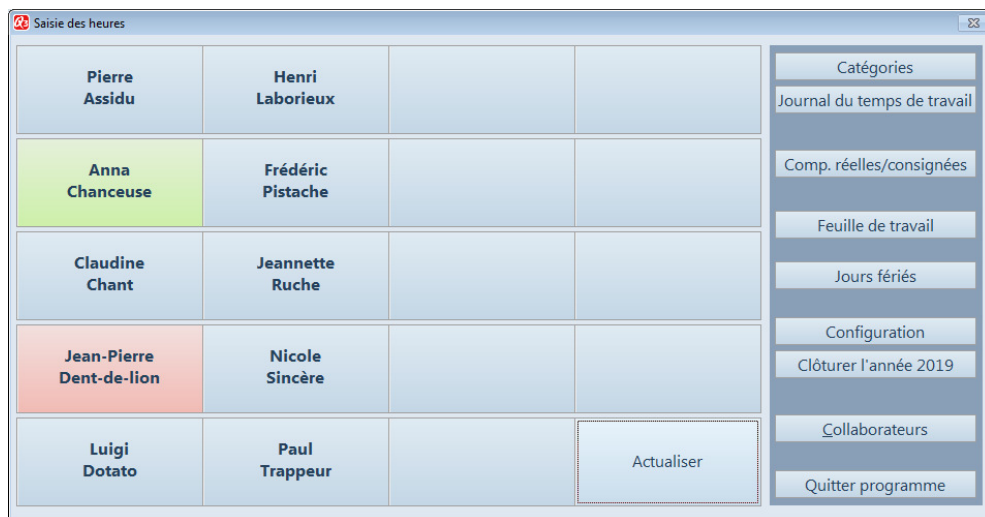 Saisie des heures
Pierre
Assidu
Henri
Laborieux
Anna
Chanceuse
Frédéric
Pistache
Claudine
Chant
Jeannette
Ruche
Jean-Pierre
Dent-de-lion
Nicole
Sincère
Luigi
Dotato
Paul
Trappeur
Actualiser
Catégories
Journal du temps de travail
Comp. réelles/consignées
Feuille de travail
Jours fériés
Configuration
Clôturer l'année 2019
Collaborateurs
Quitter programme